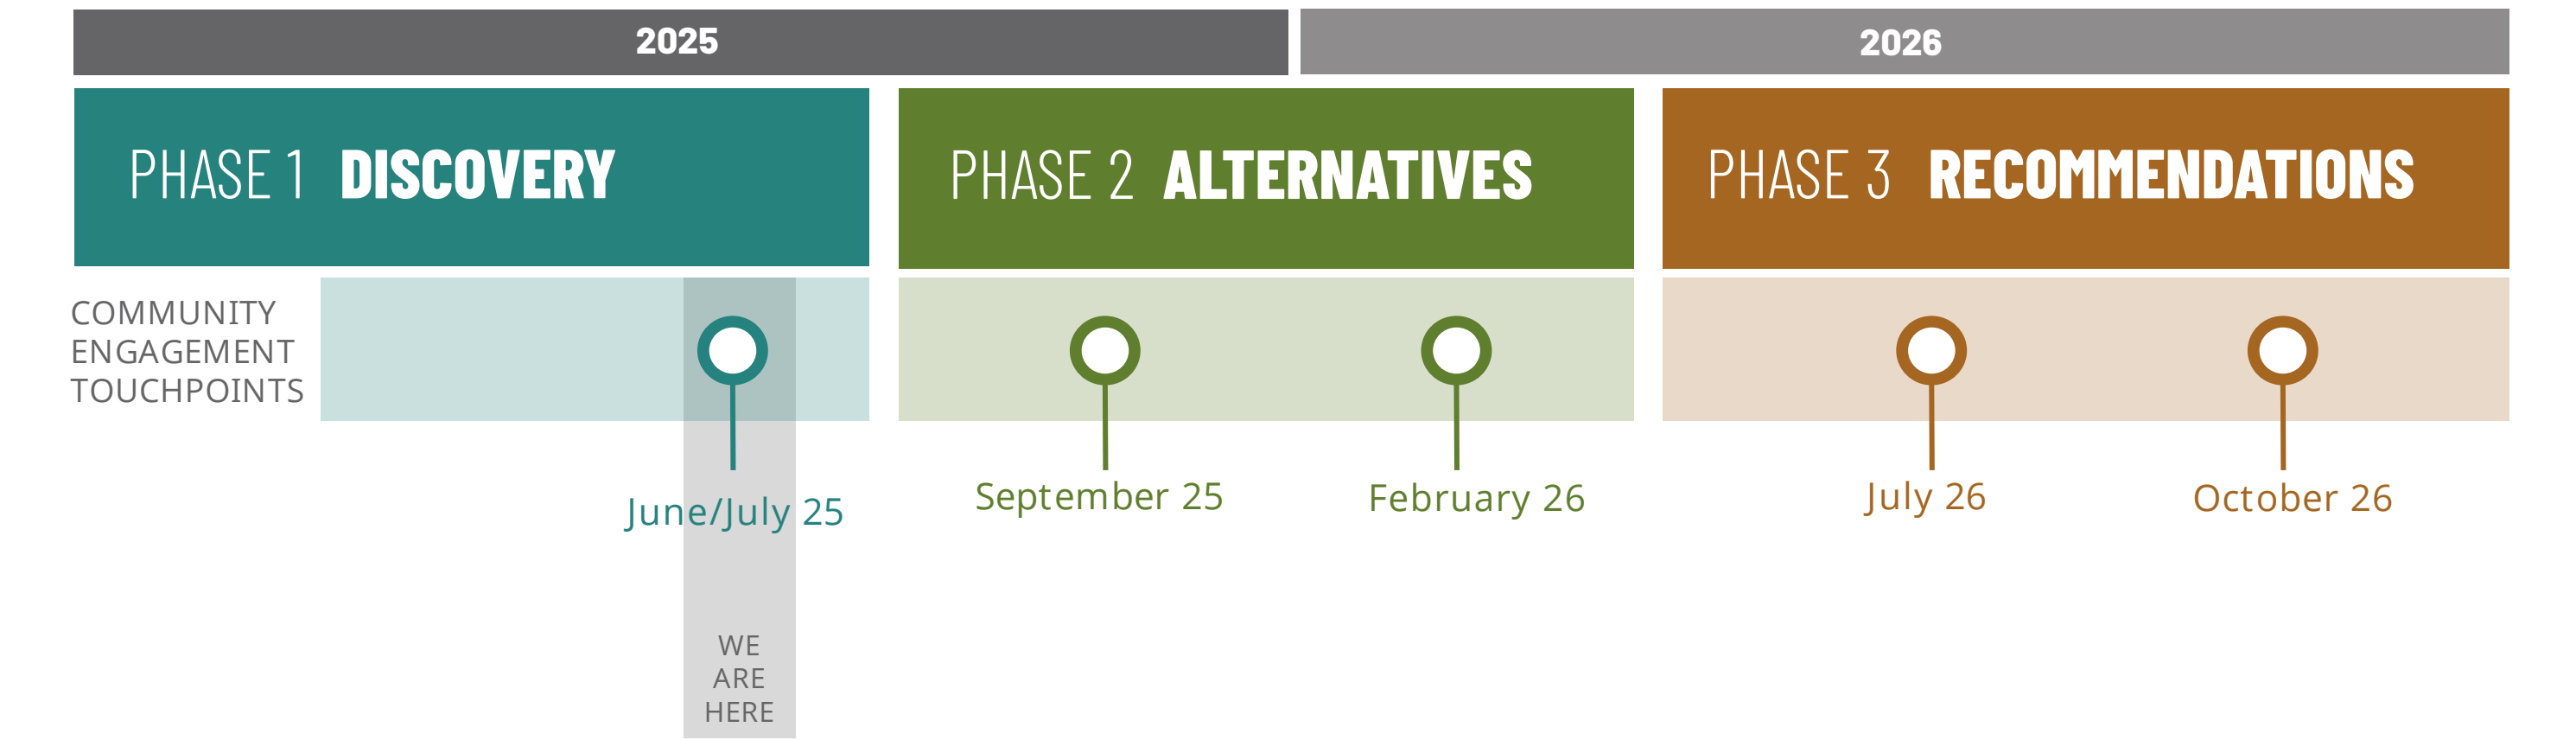 2025
2026
PHASE 1 DISCOVERY
PHASE 2 ALTERNATIVES
PHASE 3 RECOMMENDATIONS
COMMUNITY
ENGAGEMENT
TOUCHPOINTS
June/July 25
September 25
February 26
July 26
October 26
WE
ARE
HERE